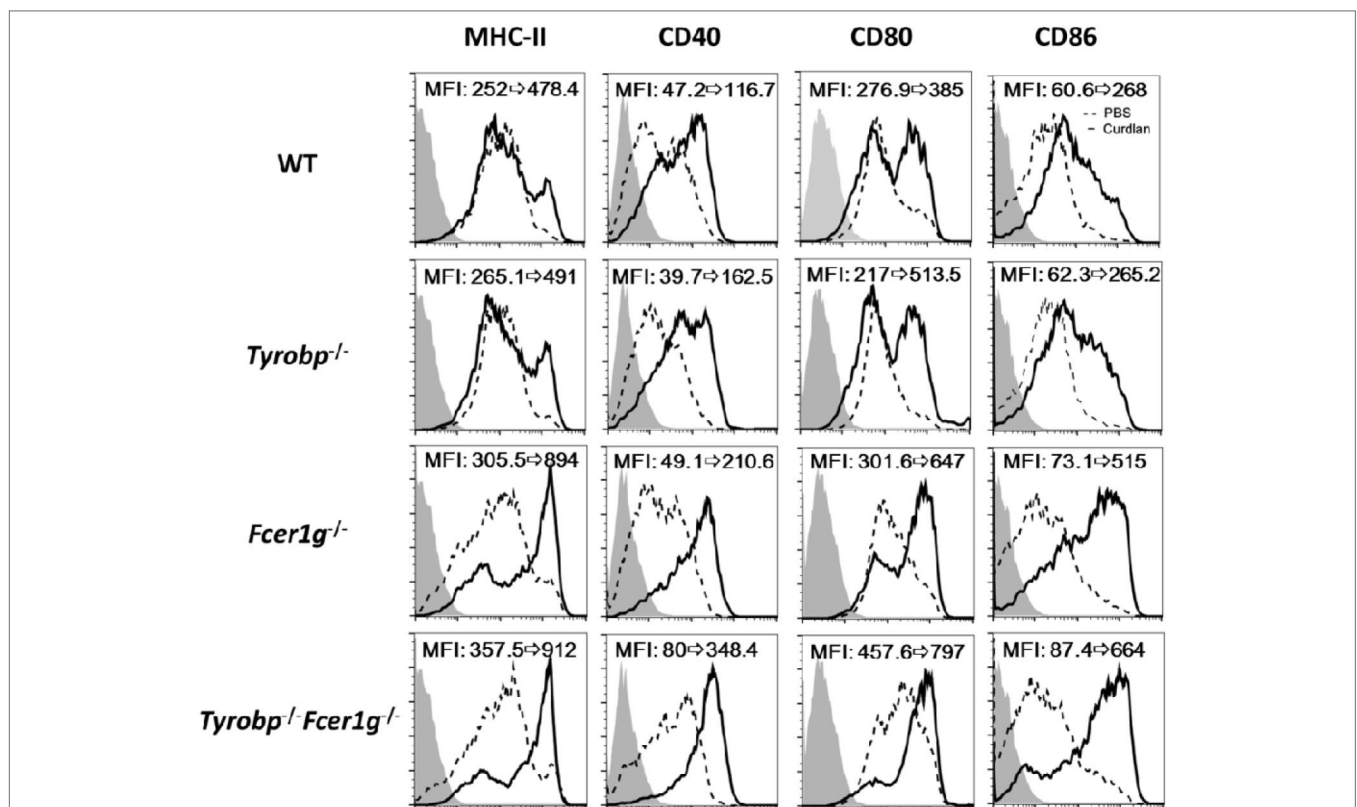 MHC-II CD40 CD80 CD86
WT
MFI: 252⇨478.4 MFI: 47.2⇨116.7 MFI: 276.9⇨385 MFI: 60.6⇨268
PBS
Curdlan
Tyrobp-/-
MFI: 265.1⇨491 MFI: 39.7⇨162.5 MFI: 217⇨513.5 MFI: 62.3⇨265.2
Fcer1g-/-
MFI: 305.5⇨894 MFI: 49.1⇨210.6 MFI: 301.6⇨647 MFI: 73.1⇨515
Tyrobp-/- Fcer1g-/-
MFI: 357.5⇨912 MFI: 80⇨348.4 MFI: 457.6⇨797 MFI: 87.4⇨664